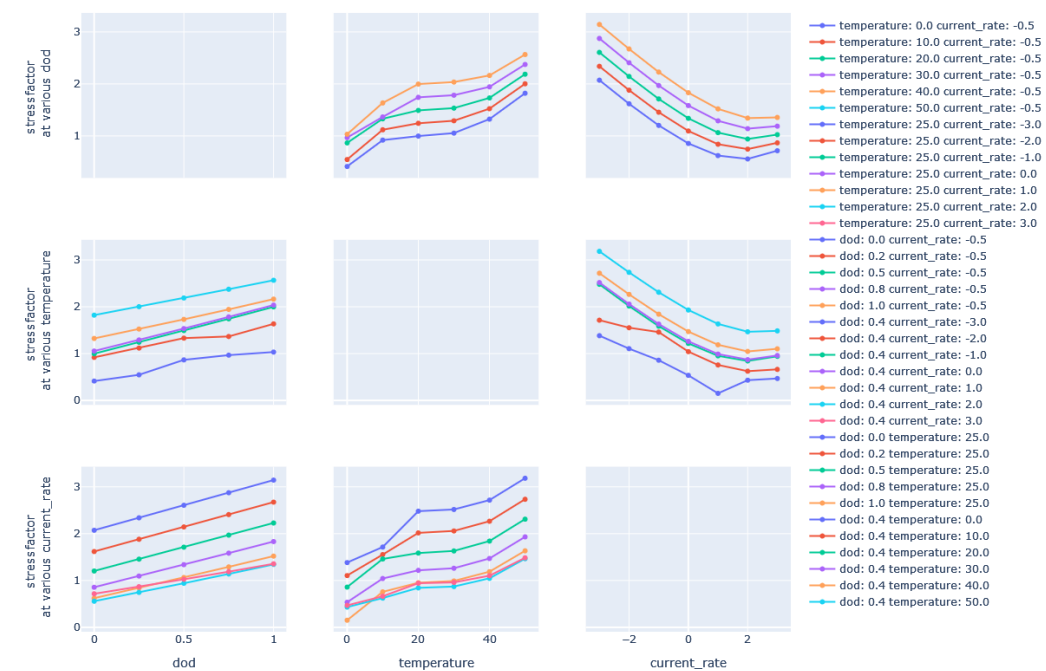 stressfactor
at various dod
3
2
1
stressfactor
at various temperature
3
2
1
0
stressfactor
at various current_rate
3
2
1
0
0
0.5
1
dod
0
20
40
temperature
−2
0
2
current_rate
temperature: 0.0 current_rate: -0.5
temperature: 10.0 current_rate: -0.5
temperature: 20.0 current_rate: -0.5
temperature: 30.0 current_rate: -0.5
temperature: 40.0 current_rate: -0.5
temperature: 50.0 current_rate: -0.5
temperature: 25.0 current_rate: -3.0
temperature: 25.0 current_rate: -2.0
temperature: 25.0 current_rate: -1.0
temperature: 25.0 current_rate: 0.0
temperature: 25.0 current_rate: 1.0
temperature: 25.0 current_rate: 2.0
temperature: 25.0 current_rate: 3.0
dod: 0.0 current_rate: -0.5
dod: 0.2 current_rate: -0.5
dod: 0.5 current_rate: -0.5
dod: 0.8 current_rate: -0.5
dod: 1.0 current_rate: -0.5
dod: 0.4 current_rate: -3.0
dod: 0.4 current_rate: -2.0
dod: 0.4 current_rate: -1.0
dod: 0.4 current_rate: 0.0
dod: 0.4 current_rate: 1.0
dod: 0.4 current_rate: 2.0
dod: 0.4 current_rate: 3.0
dod: 0.0 temperature: 25.0
dod: 0.2 temperature: 25.0
dod: 0.5 temperature: 25.0
dod: 0.8 temperature: 25.0
dod: 1.0 temperature: 25.0
dod: 0.4 temperature: 0.0
dod: 0.4 temperature: 10.0
dod: 0.4 temperature: 20.0
dod: 0.4 temperature: 30.0
dod: 0.4 temperature: 40.0
dod: 0.4 temperature: 50.0